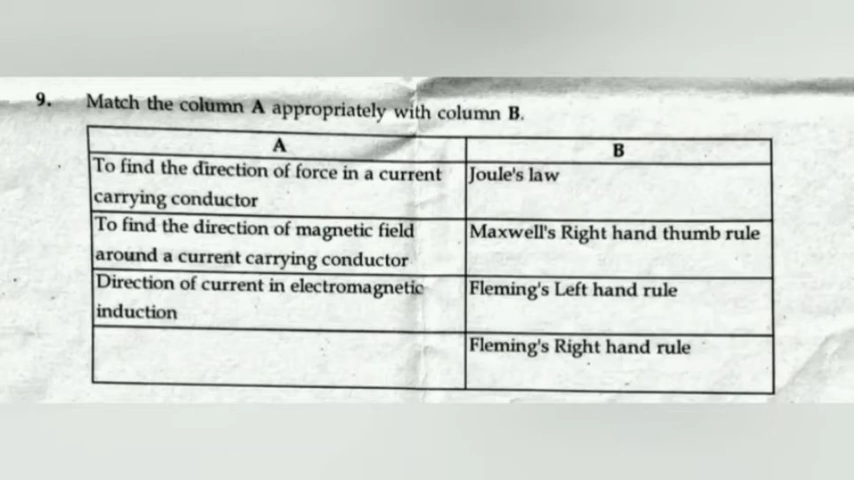 9. Match the column A appropriately with column B.
A B
To find the direction of force in a current Joule's law
carrying conductor
To find the direction of magnetic field Maxwell's Right hand thumb rule
around a current carrying conductor
Direction of current in electromagnetic Fleming's Left hand rule
induction
Fleming's Right hand rule